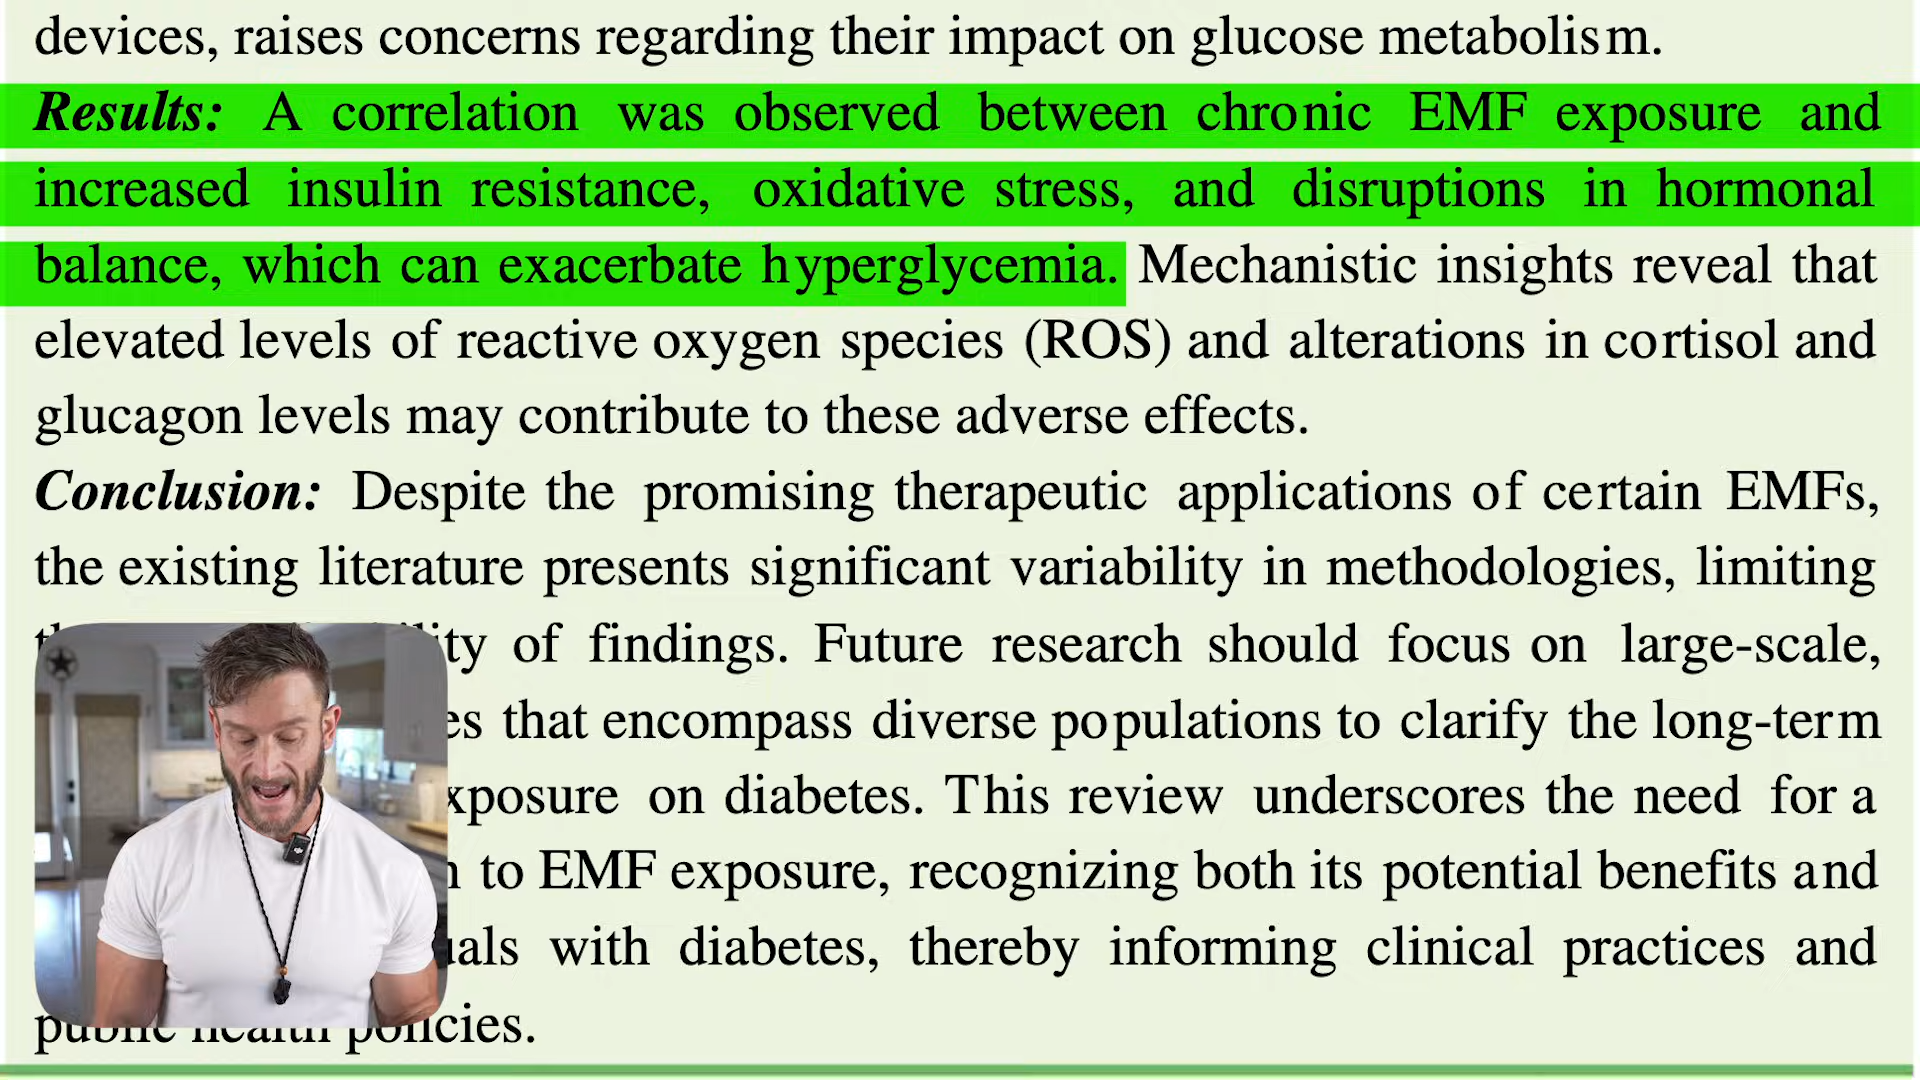 devices, raises concerns regarding their impact on glucose metabolism.
Results: A correlation was observed between chronic EMF exposure and
increased insulin resistance, oxidative stress, and disruptions in hormonal
balance, which can exacerbate hyperglycemia. Mechanistic insights reveal that
elevated levels of reactive oxygen species (ROS) and alterations in cortisol and
glucagon levels may contribute to these adverse effects.
Conclusion: Despite the promising therapeutic applications of certain EMFs,
the existing literature presents significant variability in methodologies, limiting
of findings. Future research should focus on large-scale,
that encompass diverse populations to clarify the long-term
on diabetes. This review underscores the need for a
to EMF exposure, recognizing both its potential benefits and
with diabetes, thereby informing clinical practices and
public health policies.